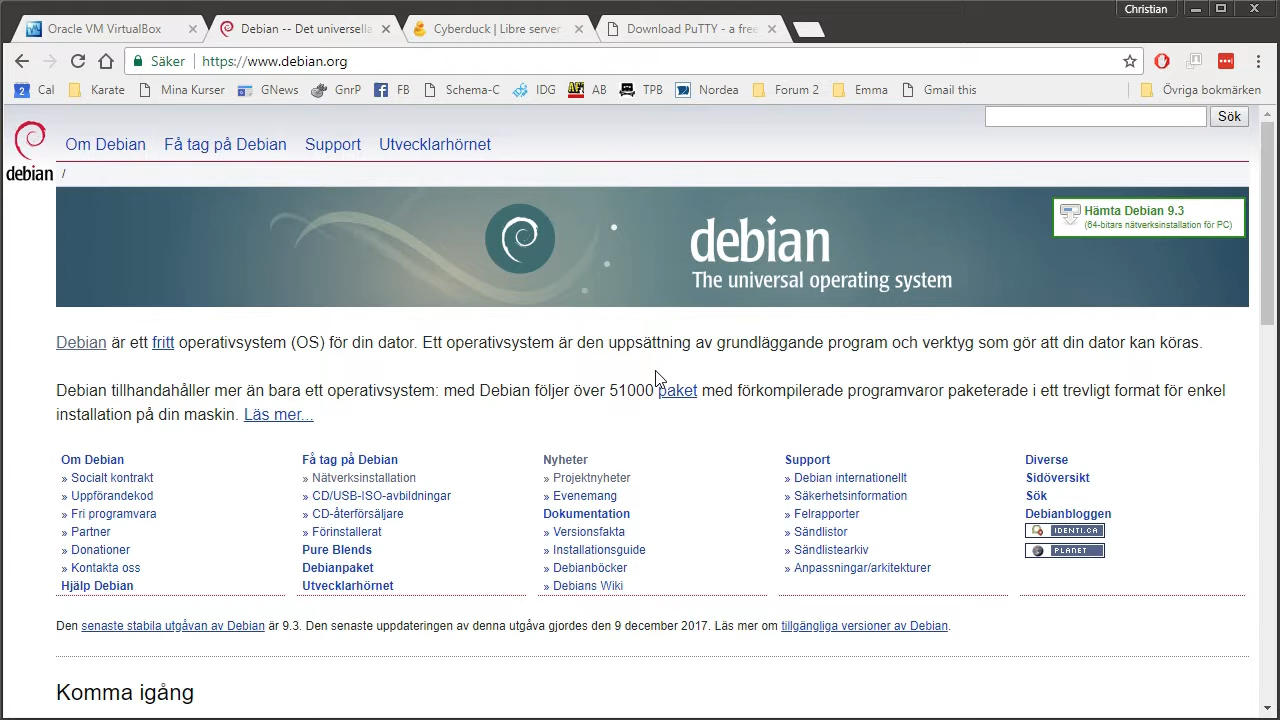 Christian
Oracle VM VirtualBox
Debian -- Det universella
Cyberduck | Libre server
Download PuTTY - a free
Säker
https://www.debian.org
2 Cal
Karate
Mina Kurser
GNews
GnrP
FB
Schema-C
IDG
AB
TPB
Nordea
Forum 2
Emma
Gmail this
Övriga bokmärken
Sök
debian
Om Debian
Få tag på Debian
Support
Utvecklarhörnet
/
debian
The universal operating system
Hämta Debian 9.3
(64-bitars nätverksinstallation för PC)
Debian är ett fritt operativsystem (OS) för din dator. Ett operativsystem är den uppsättning av grundläggande program och verktyg som gör att din dator kan köras.
Debian tillhandahåller mer än bara ett operativsystem: med Debian följer över 51000 paket med förkompilerade programvaror paketerade i ett trevligt format för enkel
installation på din maskin. Läs mer...
Om Debian
» Socialt kontrakt
» Uppförandekod
» Fri programvara
» Partner
» Donationer
» Kontakta oss
Hjälp Debian
Få tag på Debian
» Nätverksinstallation
» CD/USB-ISO-avbildningar
» CD-återförsäljare
» Förinstallerat
Pure Blends
Debianpaket
Utvecklarhörnet
Nyheter
» Projektnyheter
» Evenemang
Dokumentation
» Versionsfakta
» Installationsguide
» Debianböcker
» Debians Wiki
Support
» Debian internationellt
» Säkerhetsinformation
» Felrapporter
» Sändlistor
» Sändlistearkiv
» Anpassningar/arkitekturer
Diverse
Sidöversikt
Sök
Debianbloggen
IDENTI.CA
PLANET
Den senaste stabila utgåvan av Debian är 9.3. Den senaste uppdateringen av denna utgåva gjordes den 9 december 2017. Läs mer om tillgängliga versioner av Debian.
Komma igång